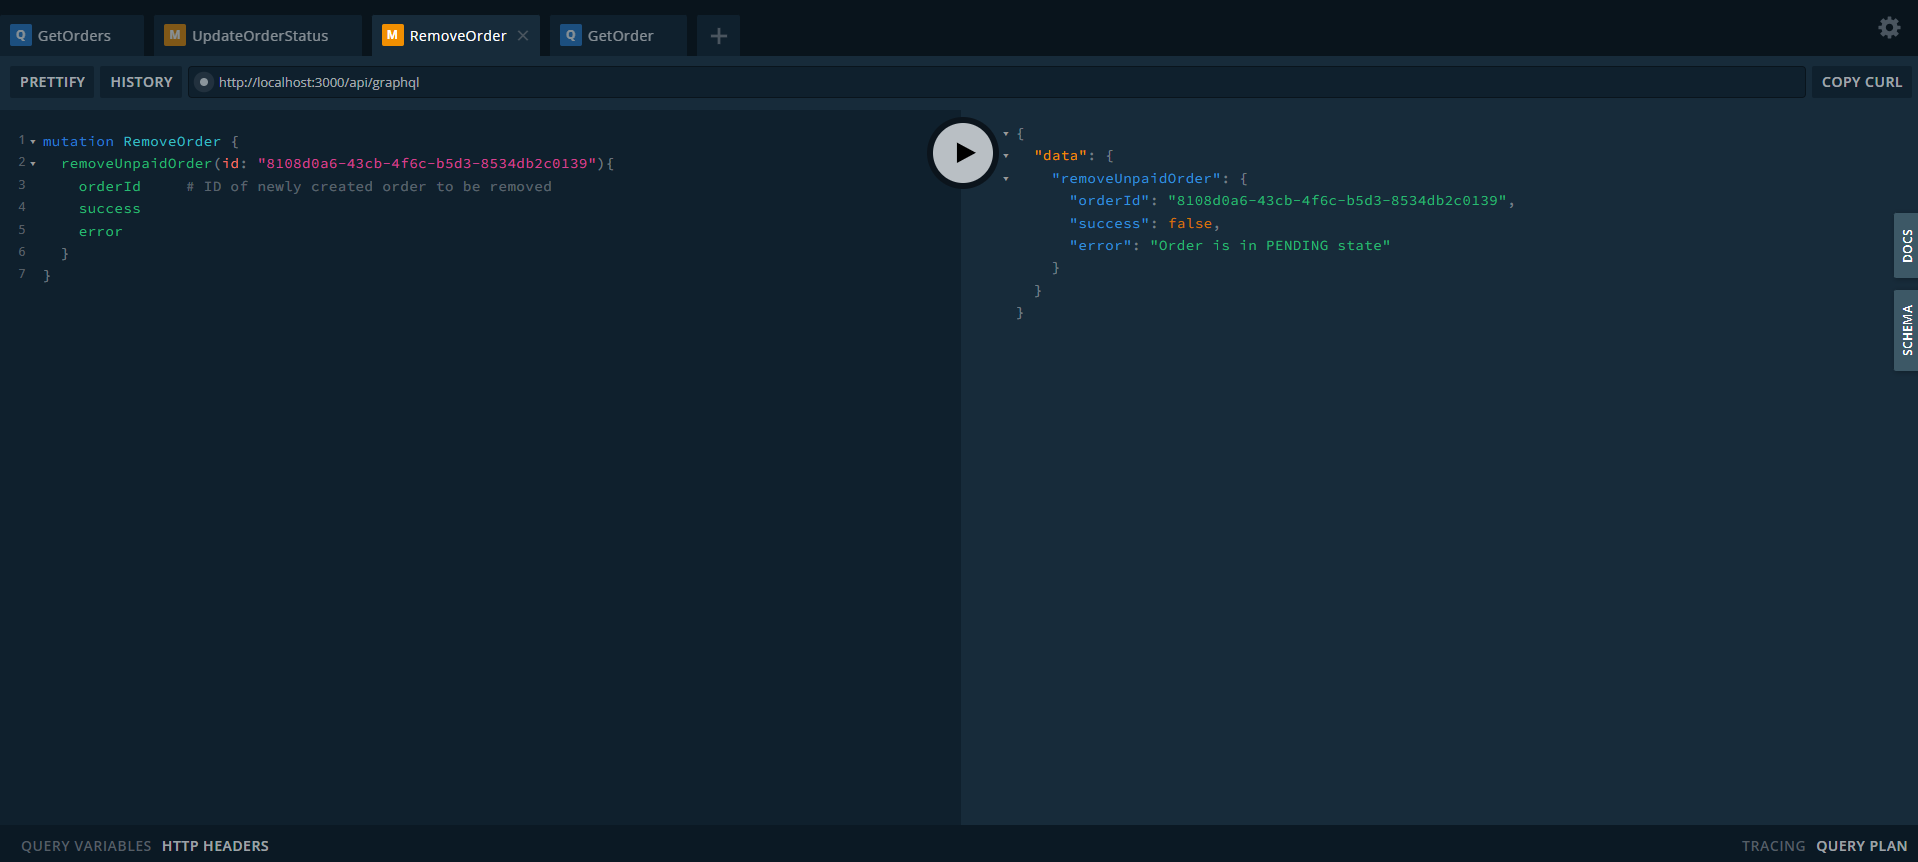 Q GetOrders M UpdateOrderStatus M RemoveOrder × Q GetOrder +
PRETTIFY HISTORY http://localhost:3000/api/graphql COPY CURL
1 mutation RemoveOrder {
2 removeUnpaidOrder(id: "8108d0a6-43cb-4f6c-b5d3-8534db2c0139"){
3 orderId # ID of newly created order to be removed
4 success
5 error
6 }
7 }
{
"data": {
"removeUnpaidOrder": {
"orderId": "8108d0a6-43cb-4f6c-b5d3-8534db2c0139",
"success": false,
"error": "Order is in PENDING state"
}
}
}
DOCS
SCHEMA
QUERY VARIABLES HTTP HEADERS TRACING QUERY PLAN